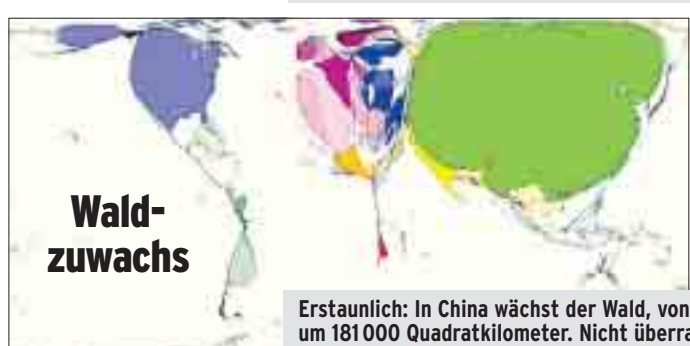 Wald-
zuwachs
Erstaunlich: In China wächst der Wald, von
um 181 000 Quadratkilometer. Nicht überra